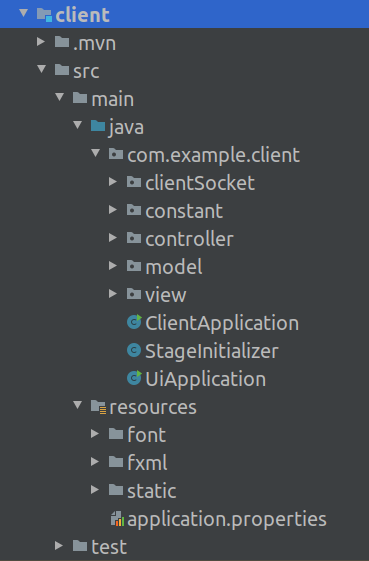 client
.mvn
src
main
java
com.example.client
clientSocket
constant
controller
model
view
ClientApplication
StageInitializer
UiApplication
resources
font
fxml
static
application.properties
test